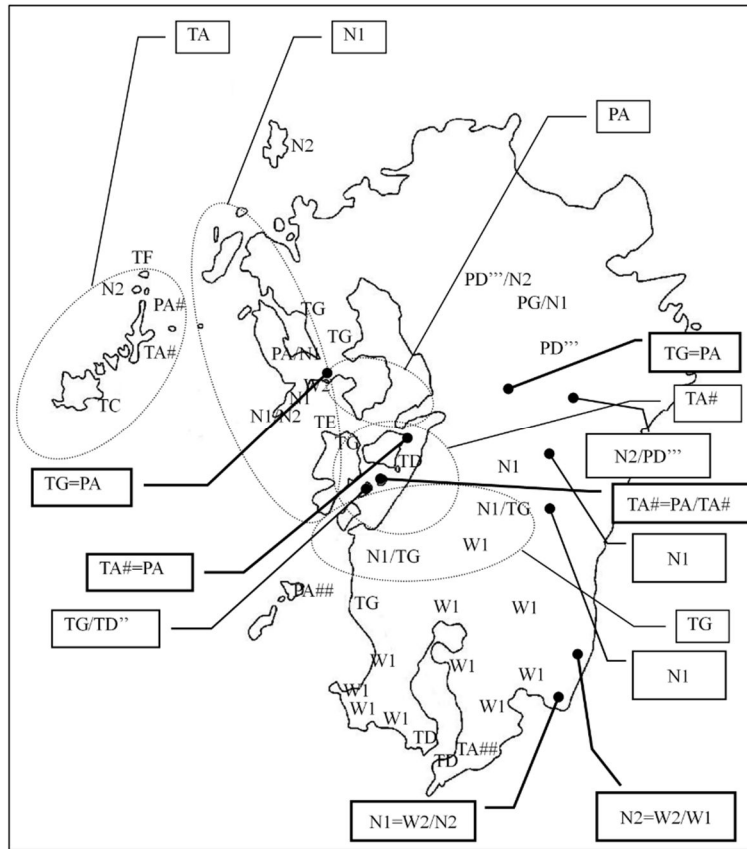 TA
N1
PA
N2
TF
N2
PA#
PD’’’/N2
PG/N1
TG
TG
PA/N1
PD’’’
TG=PA
TA#
TC
W2
N1
TA#
N1/N2
TE
TG
TD
N1
N2/PD’’’
TG=PA
TA#=PA/TA#
N1/TG
N1/TG
W1
N1
TA#=PA
PA##
TG
W1
W1
TG/TD’’
TG
W1
W1
W1
N1
W1
W1
W1
W1
TD
TA##
TD
N1=W2/N2
N2=W2/W1